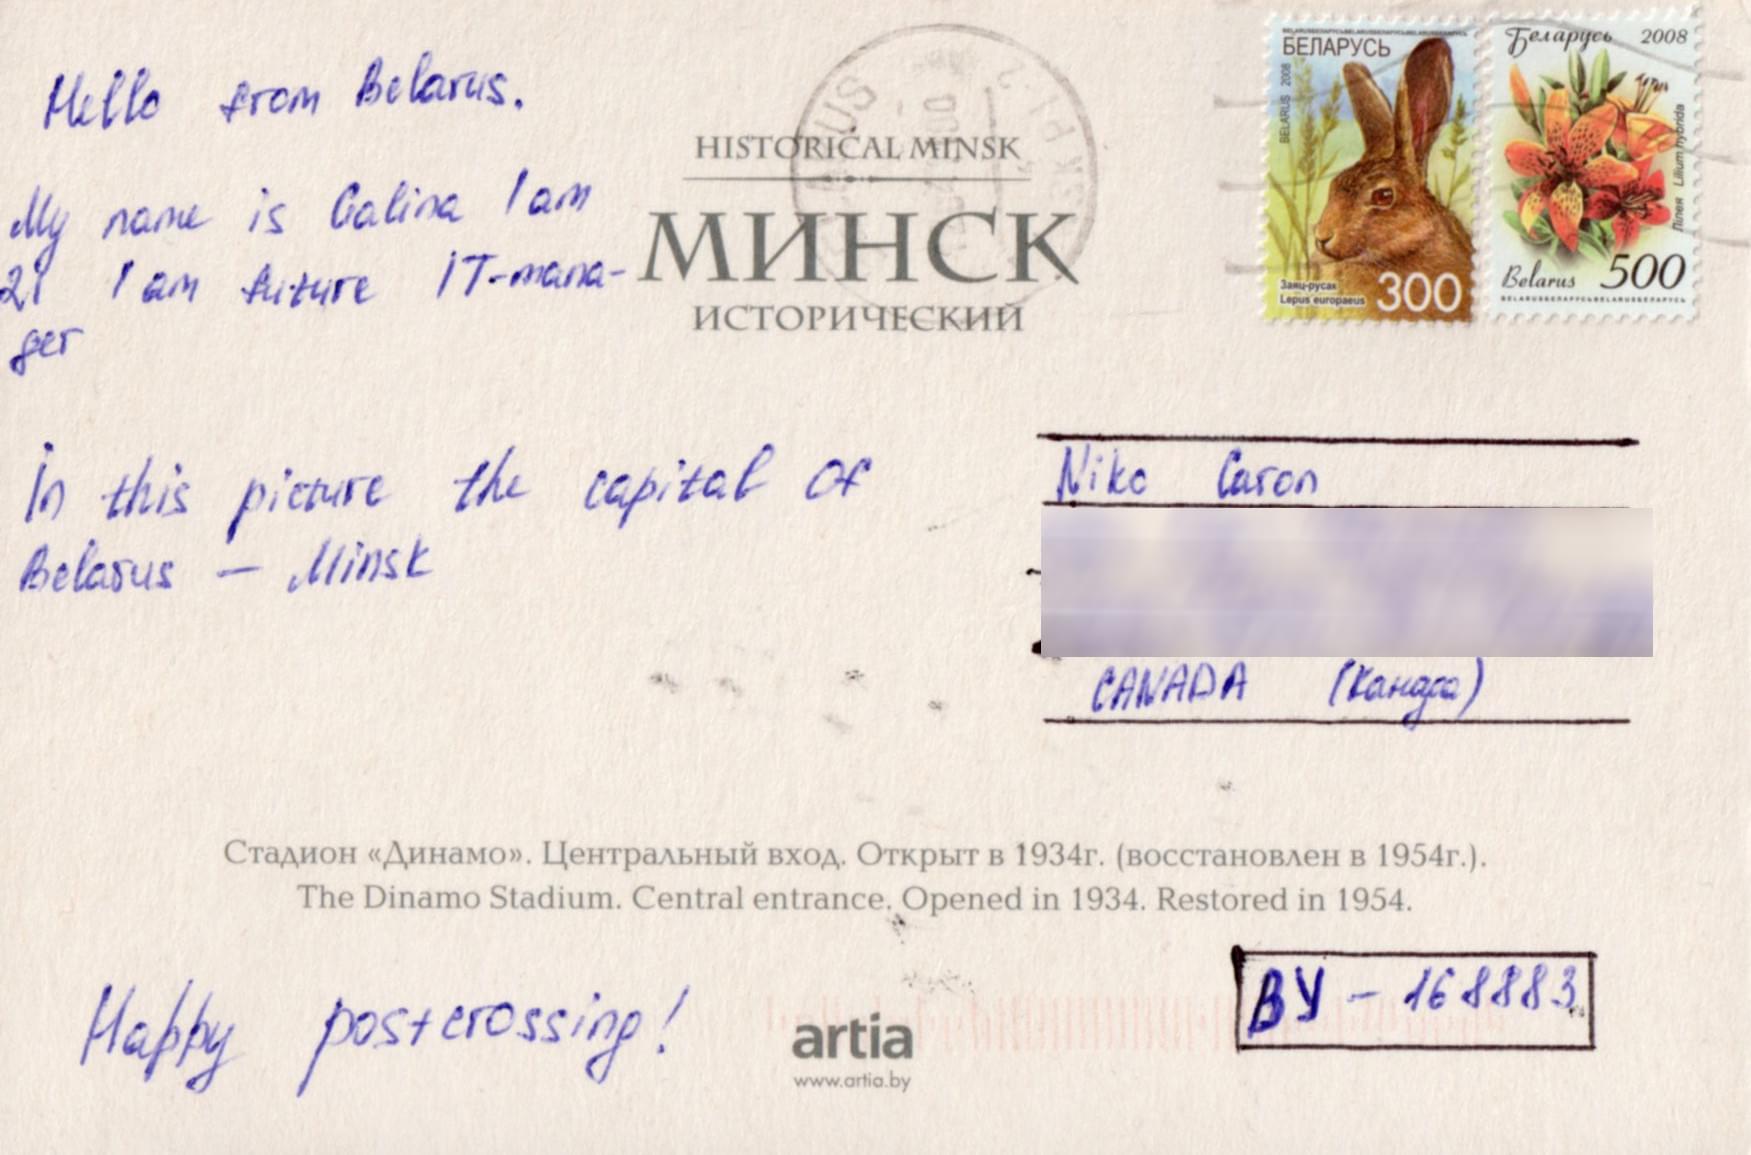 Hello from Belarus.
My name is Galina I am
21 I am future IT-mana-
ger
In this picture the capital of
Belarus – Minsk
HISTORICAL MINSK
МИНСК
ИСТОРИЧЕСКИЙ
БЕЛАРУСЬ
BELARUS 2008
Заяц-русак
Lepus europaeus
300
Беларусь 2008
Лілея Lilium hybrida
Belarus 500
Niko Caron
CANADA (Канада)
Стадион «Динамо». Центральный вход. Открыт в 1934г. (восстановлен в 1954г.).
The Dinamo Stadium. Central entrance. Opened in 1934. Restored in 1954.
BY – 168883
Happy postcrossing!
artia
www.artia.by